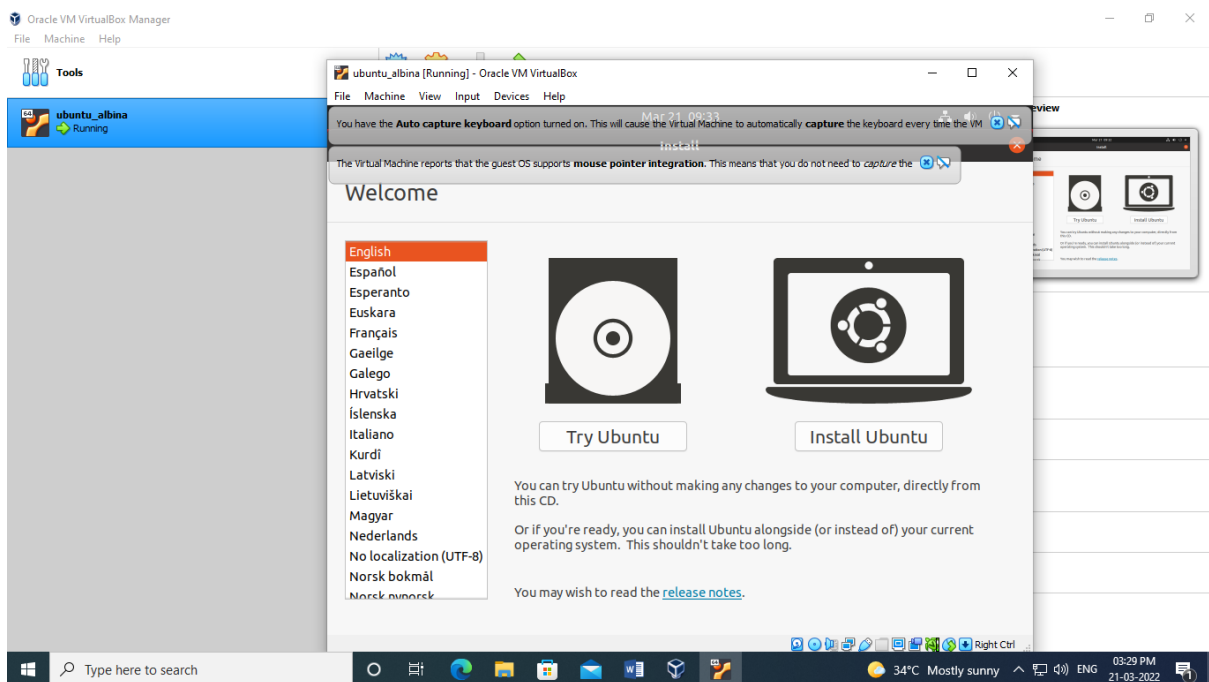 Oracle VM VirtualBox Manager
File Machine Help
Tools
ubuntu_albina
Running
64
ubuntu_albina [Running] - Oracle VM VirtualBox
File Machine View Input Devices Help
Mar 21 09:33
You have the Auto capture keyboard option turned on. This will cause the Virtual Machine to automatically capture the keyboard every time the VM
Install
The Virtual Machine reports that the guest OS supports mouse pointer integration. This means that you do not need to capture the
Welcome
English
Español
Esperanto
Euskara
Français
Gaeilge
Galego
Hrvatski
Íslenska
Italiano
Kurdî
Latviski
Lietuviškai
Magyar
Nederlands
No localization (UTF-8)
Norsk bokmål
Norsk nynorsk
Try Ubuntu
Install Ubuntu
You can try Ubuntu without making any changes to your computer, directly from
this CD.
Or if you're ready, you can install Ubuntu alongside (or instead of) your current
operating system. This shouldn't take too long.
You may wish to read the release notes.
Right Ctrl
eview
Try Ubuntu
Install Ubuntu
Type here to search
34°C Mostly sunny
ENG
03:29 PM
21-03-2022
1